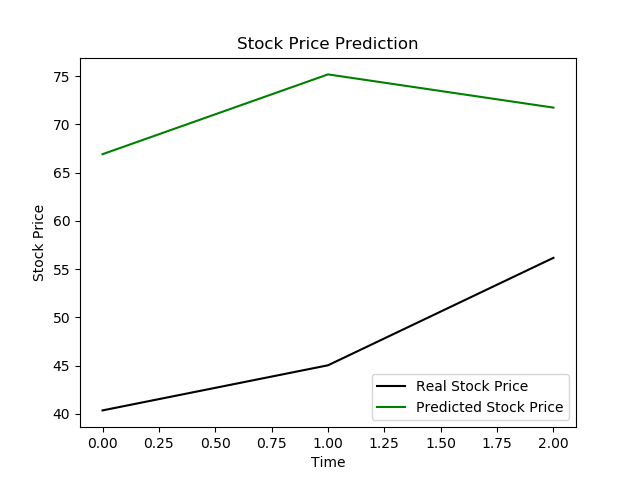 Stock Price Prediction
Stock Price
75
70
65
60
55
50
45
40
Real Stock Price
Predicted Stock Price
0.00 0.25 0.50 0.75 1.00 1.25 1.50 1.75 2.00
Time